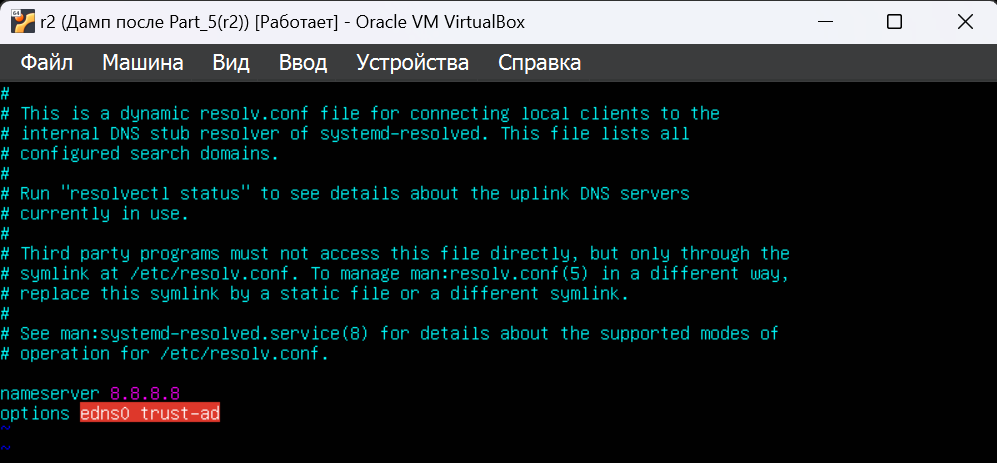 r2 (Дамп после Part_5(r2)) [Работает] - Oracle VM VirtualBox
Файл Машина Вид Ввод Устройства Справка
#
# This is a dynamic resolv.conf file for connecting local clients to the
# internal DNS stub resolver of systemd-resolved. This file lists all
# configured search domains.
#
# Run "resolvectl status" to see details about the uplink DNS servers
# currently in use.
#
# Third party programs must not access this file directly, but only through the
# symlink at /etc/resolv.conf. To manage man:resolv.conf(5) in a different way,
# replace this symlink by a static file or a different symlink.
#
# See man:systemd-resolved.service(8) for details about the supported modes of
# operation for /etc/resolv.conf.
nameserver 8.8.8.8
options edns0 trust-ad
~
~